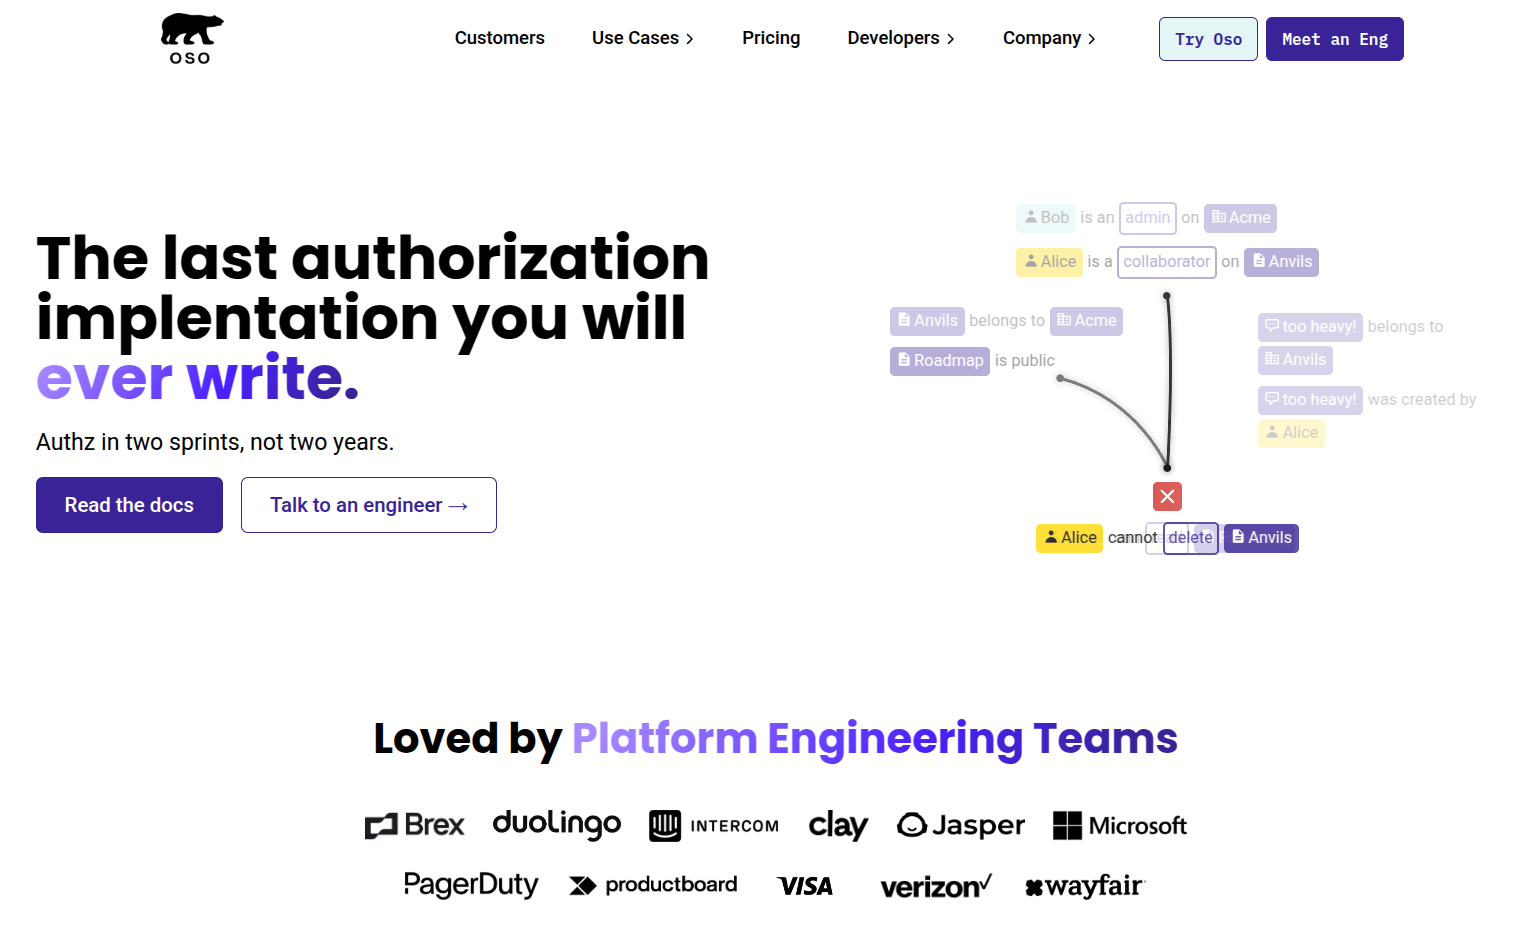 OSO
Customers
Use Cases
Pricing
Developers
Company
Try Oso
Meet an Eng
The last authorization
implentation you will
ever write.
Authz in two sprints, not two years.
Read the docs
Talk to an engineer →
Bob is an admin on Acme
Alice is a collaborator on Anvils
Anvils belongs to Acme
Roadmap is public
too heavy! belongs to
Anvils
too heavy! was created by
Alice
Alice cannot delete Anvils
Loved by Platform Engineering Teams
Brex
duolingo
INTERCOM
clay
Jasper
Microsoft
PagerDuty
productboard
VISA
verizon
wayfair